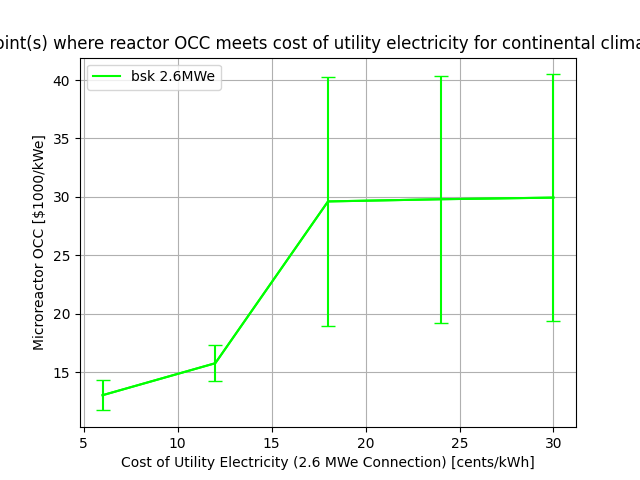 oint(s) where reactor OCC meets cost of utility electricity for continental clima
bsk 2.6MWe
Microreactor OCC [$1000/kWe]
40
35
30
25
20
15
5 10 15 20 25 30
Cost of Utility Electricity (2.6 MWe Connection) [cents/kWh]